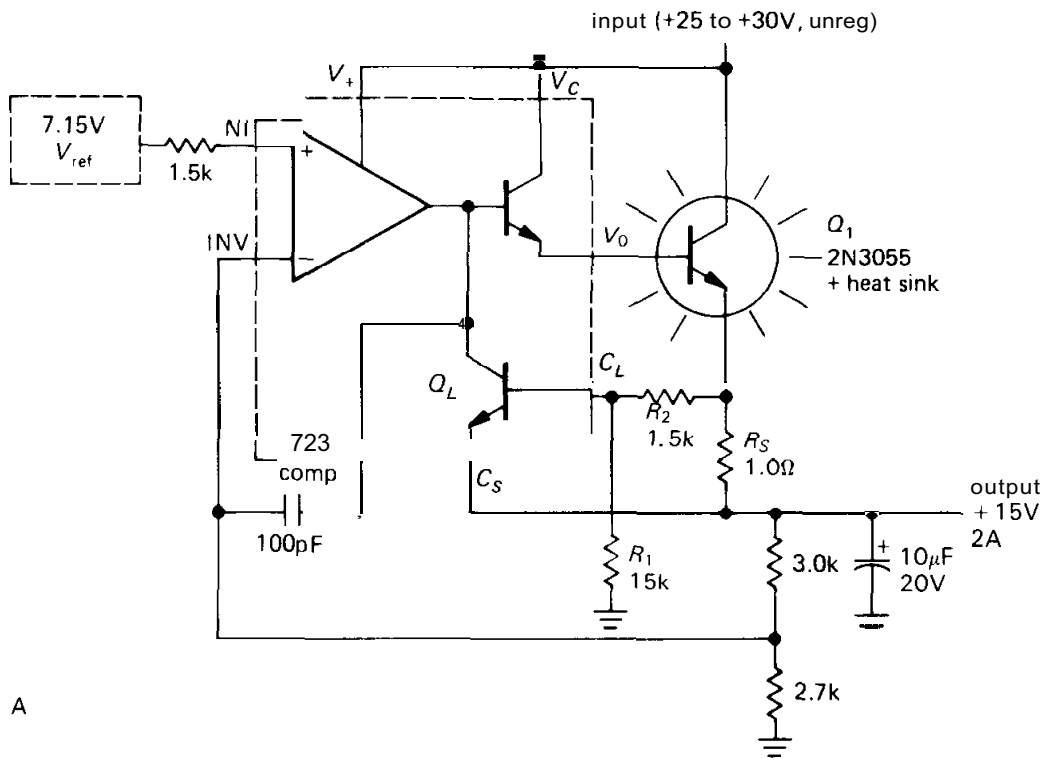 input (+25 to +30V, unreg)
V+
VC
7.15V
Vref
1.5k
NI
+
INV
−
VO
Q1
2N3055
+ heat sink
CL
QL
R2
1.5k
RS
1.0Ω
723
comp
CS
100pF
R1
15k
output
+ 15V
2A
3.0k
+
10μF
20V
2.7k
A